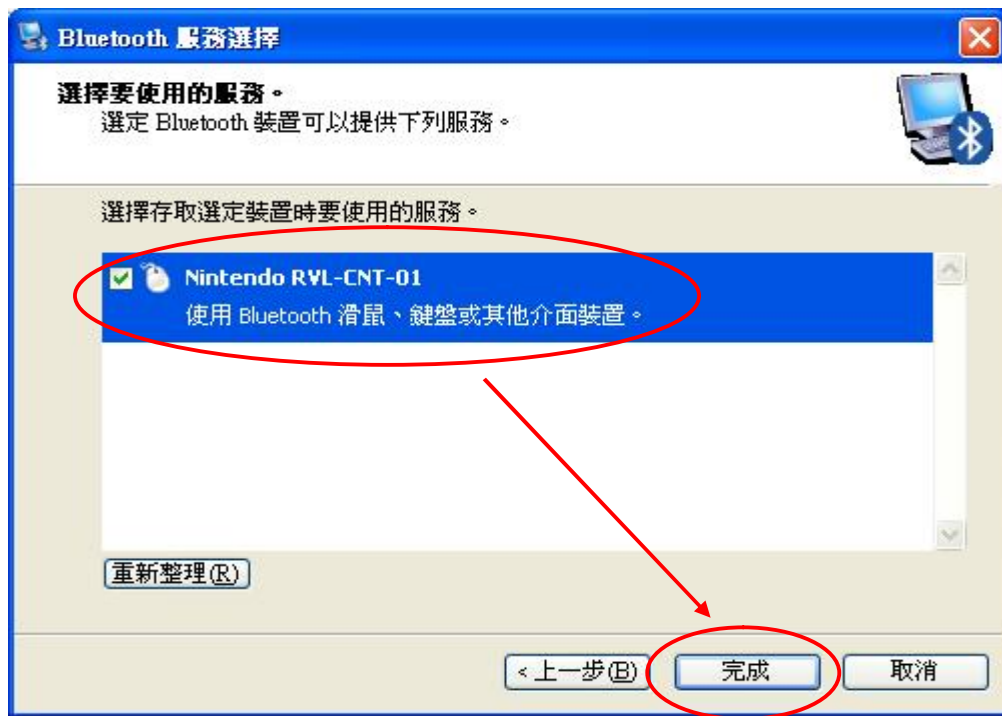 Bluetooth 服務選擇
選擇要使用的服務。
選定 Bluetooth 裝置可以提供下列服務。
選擇存取選定裝置時要使用的服務。
Nintendo RVL-CNT-01
使用 Bluetooth 滑鼠、鍵盤或其他介面裝置。
重新整理(R)
<上一步(B) 完成 取消